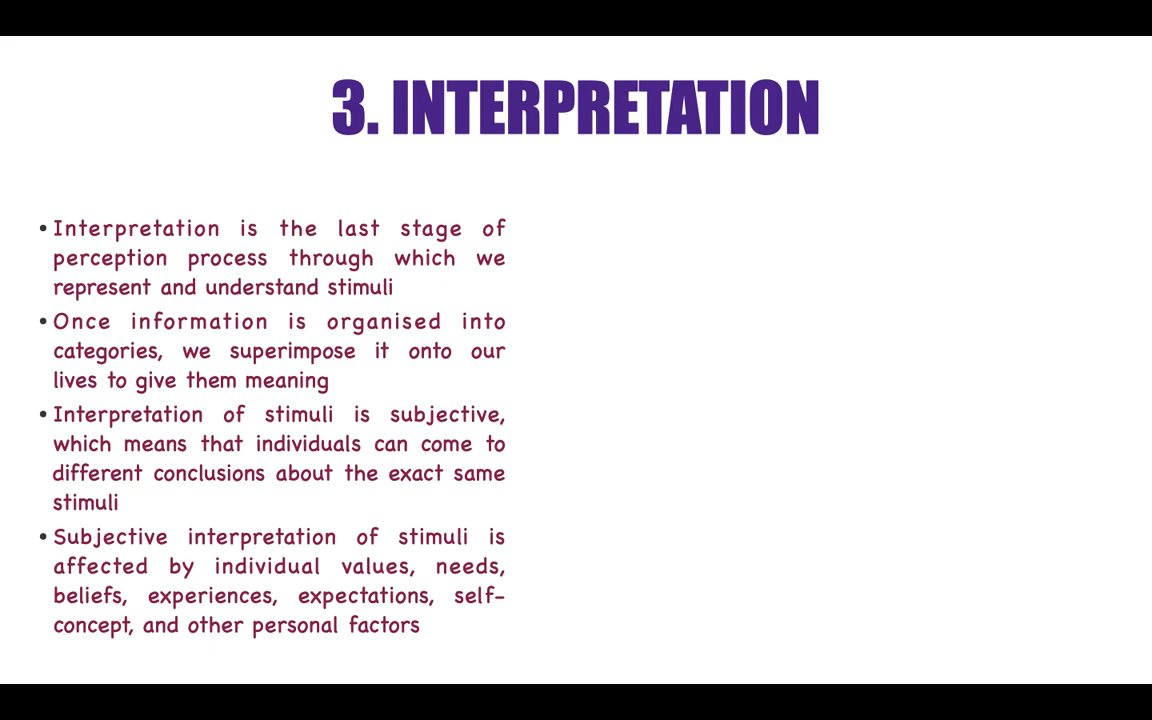 3. INTERPRETATION
• Interpretation is the last stage of
perception process through which we
represent and understand stimuli
• Once information is organised into
categories, we superimpose it onto our
lives to give them meaning
• Interpretation of stimuli is subjective,
which means that individuals can come to
different conclusions about the exact same
stimuli
• Subjective interpretation of stimuli is
affected by individual values, needs,
beliefs, experiences, expectations, self-
concept, and other personal factors